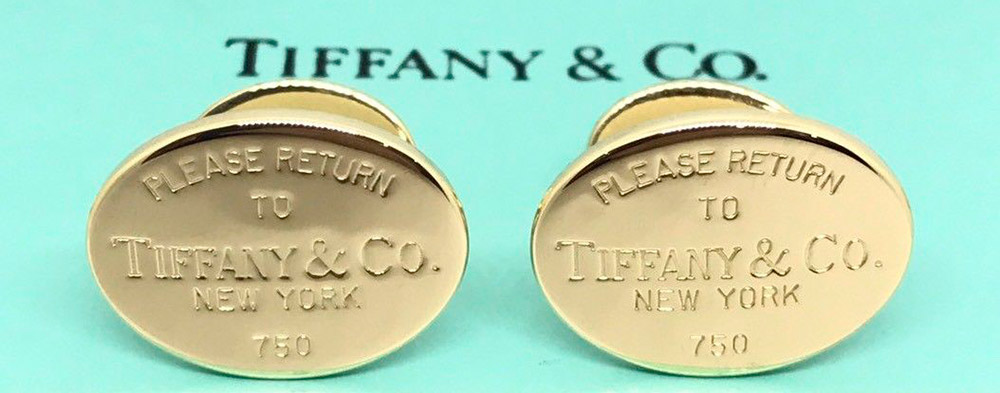 TIFFANY & CO.
PLEASE RETURN
TO
TIFFANY & CO.
NEW YORK
750
PLEASE RETURN
TO
TIFFANY & CO.
NEW YORK
750